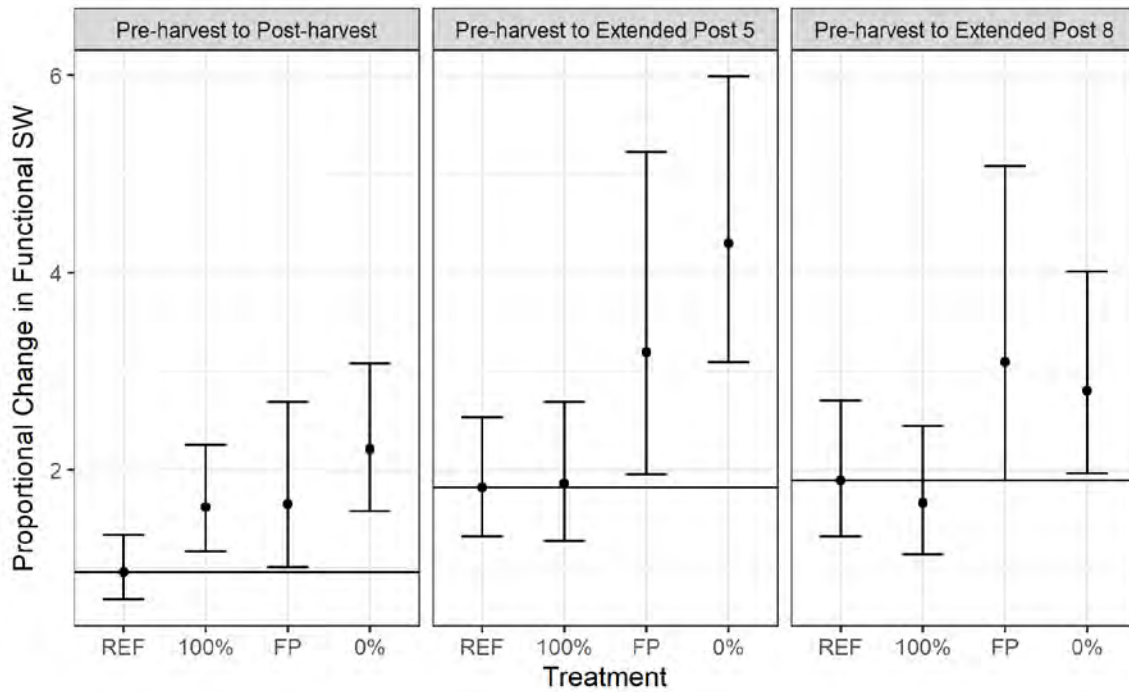 Pre-harvest to Post-harvest Pre-harvest to Extended Post 5 Pre-harvest to Extended Post 8
Proportional Change in Functional SW
6
4
2
REF 100% FP 0% REF 100% FP 0% REF 100% FP 0%
Treatment